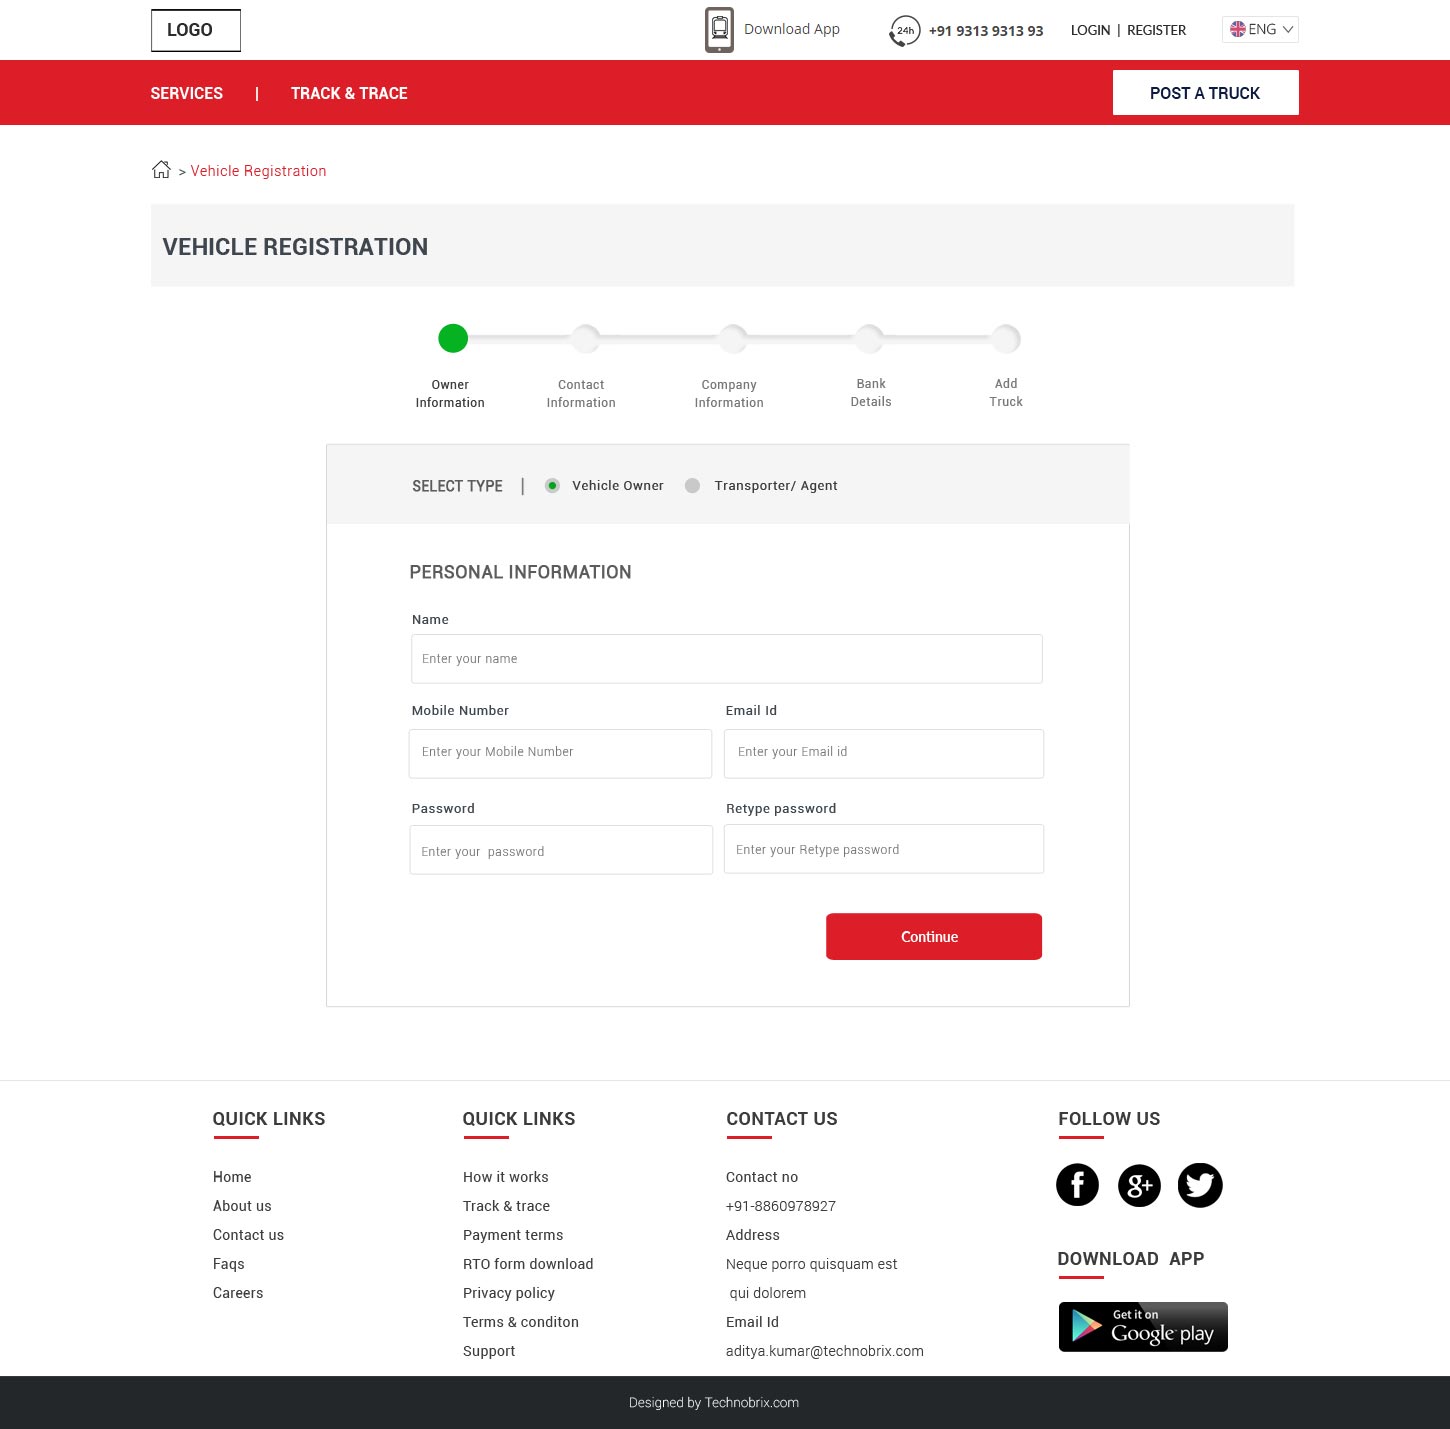 LOGO
Download App
24h
+91 9313 9313 93
LOGIN | REGISTER
ENG
SERVICES | TRACK & TRACE
POST A TRUCK
> Vehicle Registration
VEHICLE REGISTRATION
Owner
Information
Contact
Information
Company
Information
Bank
Details
Add
Truck
SELECT TYPE | Vehicle Owner Transporter/ Agent
PERSONAL INFORMATION
Name
Enter your name
Mobile Number
Email Id
Enter your Mobile Number
Enter your Email id
Password
Retype password
Enter your  password
Enter your Retype password
Continue
QUICK LINKS
Home
About us
Contact us
Faqs
Careers
QUICK LINKS
How it works
Track & trace
Payment terms
RTO form download
Privacy policy
Terms & conditon
Support
CONTACT US
Contact no
+91-8860978927
Address
Neque porro quisquam est
qui dolorem
Email Id
aditya.kumar@technobrix.com
FOLLOW US
f
g+
DOWNLOAD  APP
Get it on
Google play
Designed by Technobrix.com